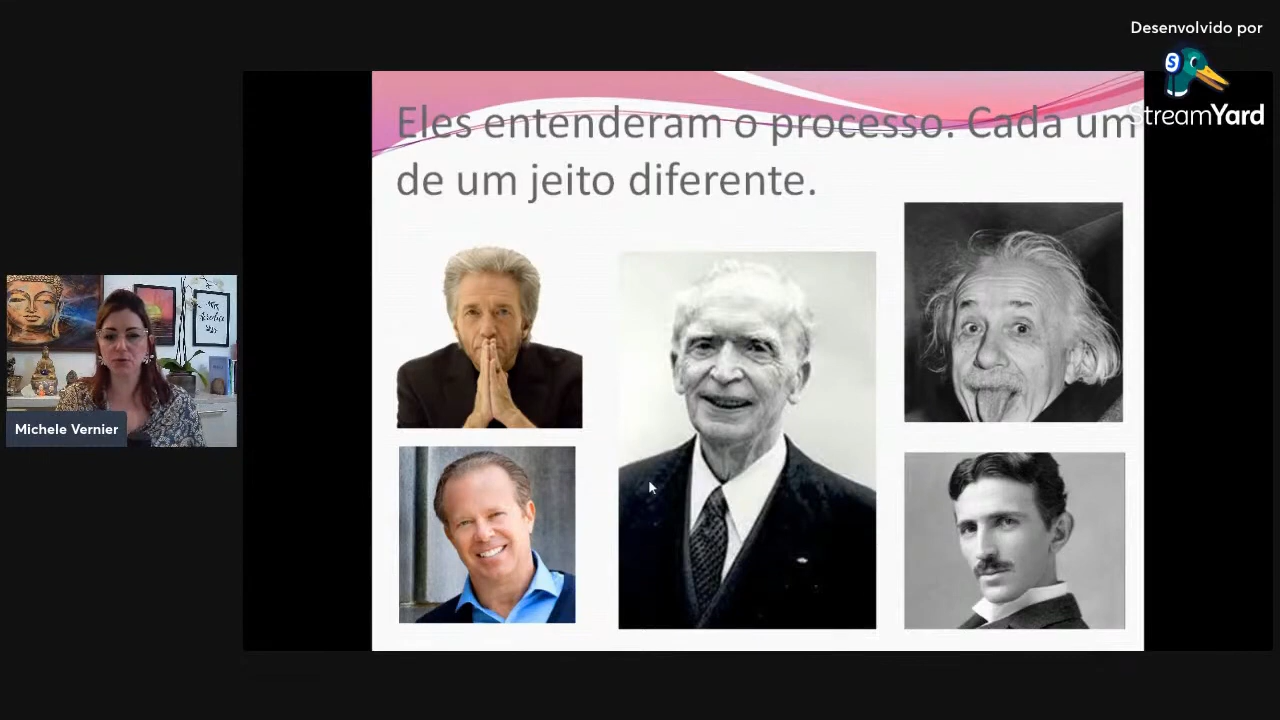 Desenvolvido por
StreamYard
Eles entenderam o processo. Cada um
de um jeito diferente.
Michele Vernier